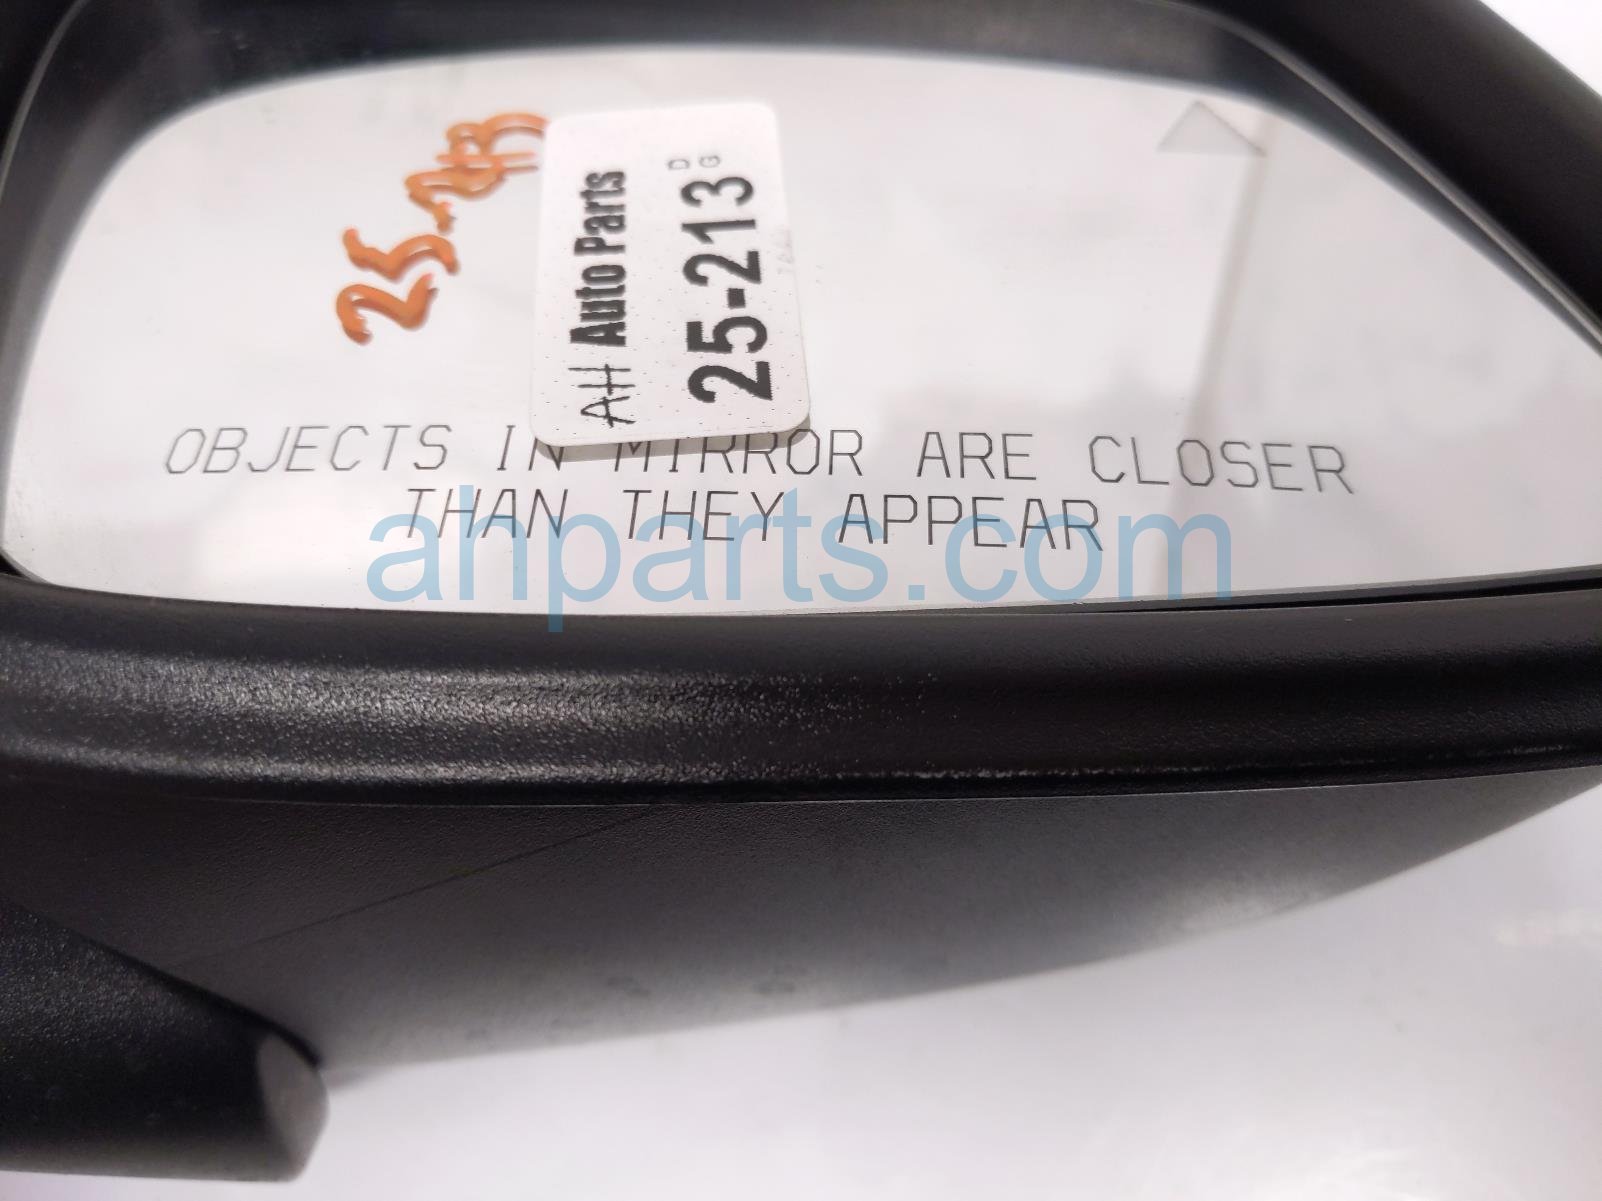 25-213
AH Auto Parts
25-213
D
G
OBJECTS IN MIRROR ARE CLOSER
THAN THEY APPEAR
ahparts.com